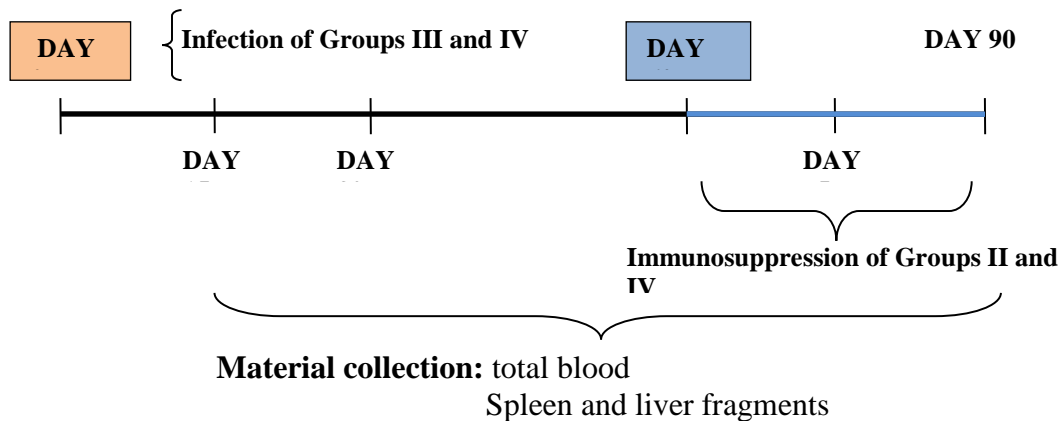 DAY
Infection of Groups III and IV
DAY
DAY 90
DAY
DAY
DAY
Immunosuppression of Groups II and
IV
Material collection: total blood
Spleen and liver fragments